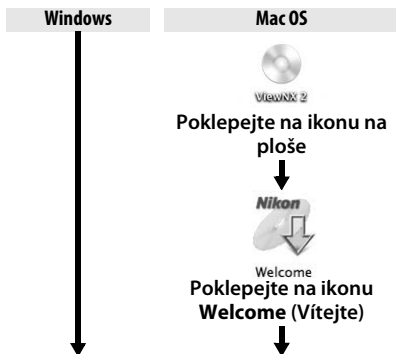 Windows
Mac OS
ViewNX 2
Poklepejte na ikonu na
ploše
Nikon
Welcome
Poklepejte na ikonu
Welcome (Vítejte)